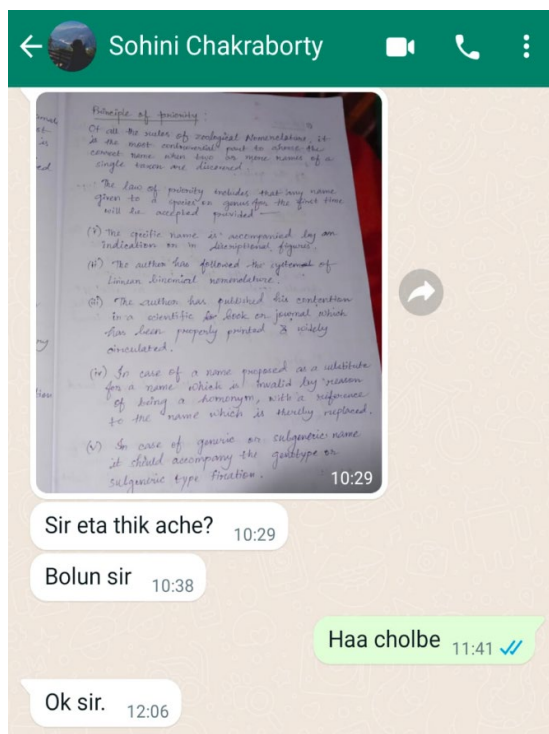 Sohini Chakraborty
Principle of priority :
Of all the rules of zoological Nomenclature, it
is the most controversial part to choose the
correct name when two or more names of a
single taxon are discovered.
The law of priority includes that any name
given to a species or genus for the first time
will be accepted provided —
(i) The specific name is accompanied by an
indication or in descriptional figures.
(ii) The author has followed the system of
Linnean binomical nomenclature.
(iii) The author has published his contention
in a scientific book or journal which
has been properly printed & widely
circulated.
(iv) In case of a name proposed as a substitute
for a name which is invalid by reason
of being a homonym, with a reference
to the name which is thereby replaced.
(v) In case of generic or subgeneric name
it should accompany the genotype or
subgeneric type fixation.
10:29
Sir eta thik ache? 10:29
Bolun sir 10:38
Haa cholbe 11:41
Ok sir. 12:06